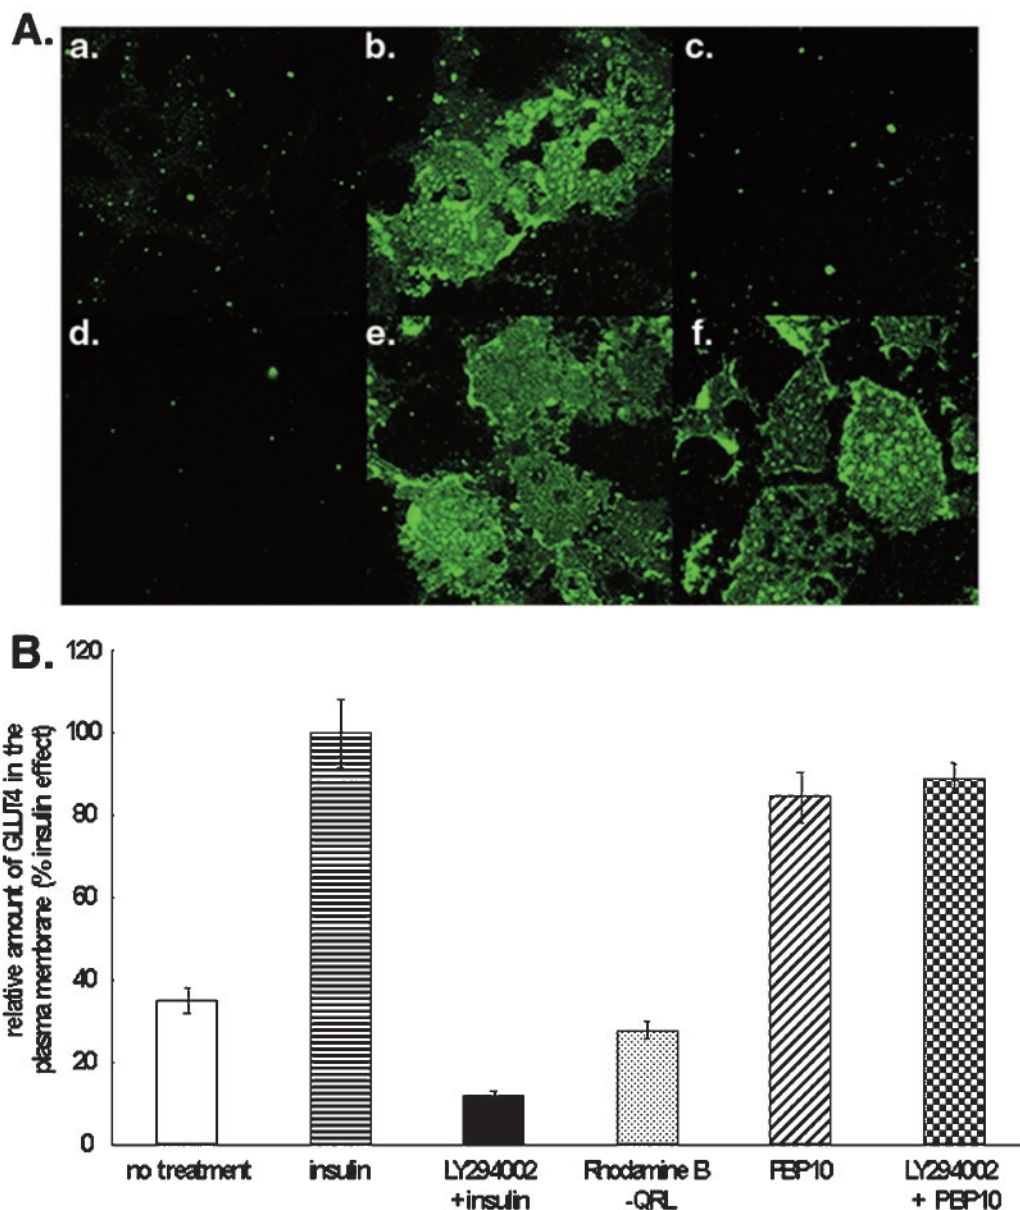 A.
a. b. c.
d. e. f.
B.
relative amount of GLUT4 in the
plasma membrane (% insulin effect)
120
100
80
60
40
20
0
no treatment insulin LY294002 Rhodamine B PBP10 LY294002
+insulin -QRL + PBP10